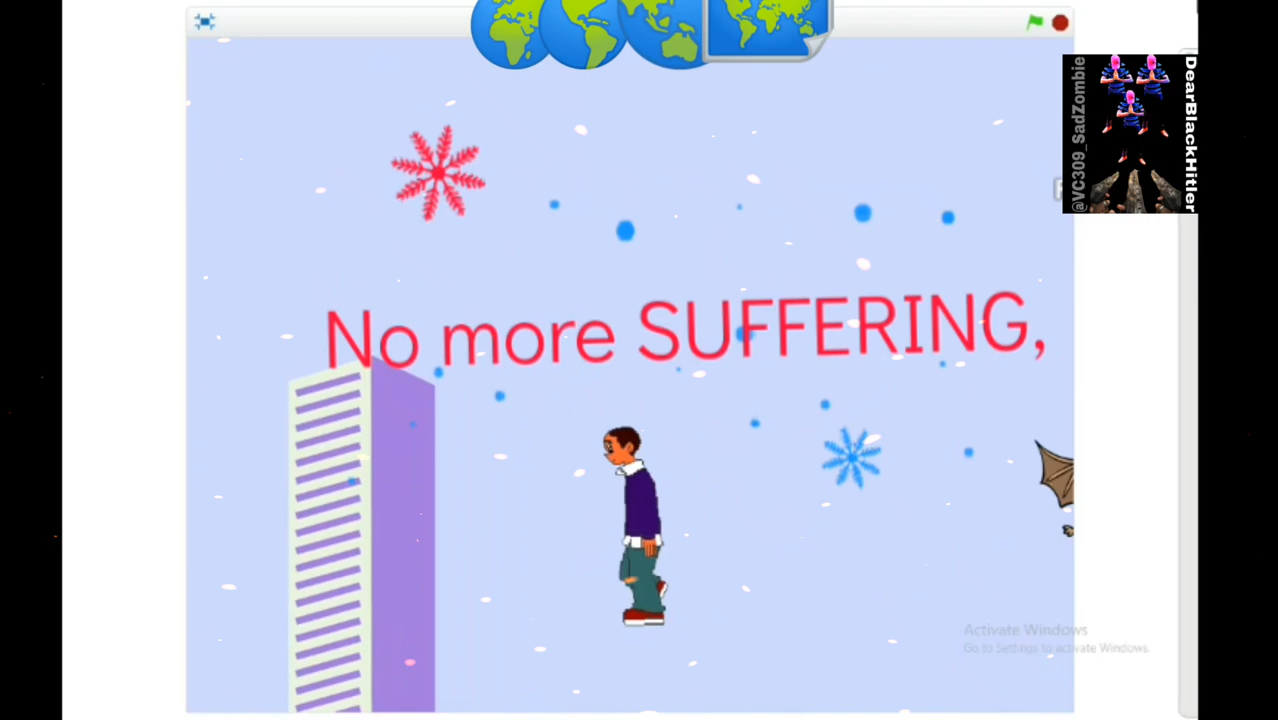 No more SUFFERING,
@VC309_SadZombie
DearBlackHitler
Activate Windows
Go to Settings to activate Windows.